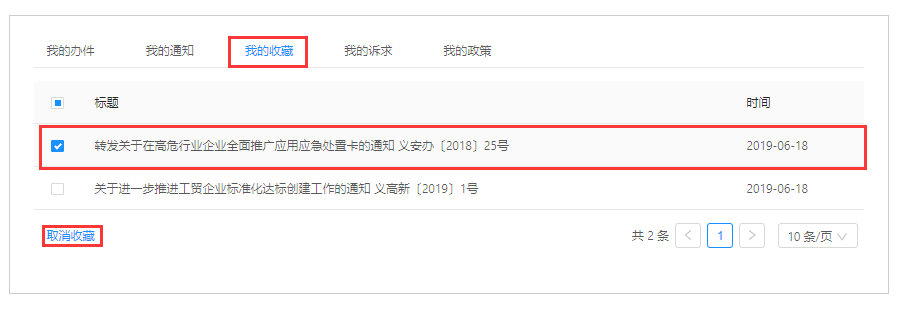 我的办件 我的通知 我的收藏 我的诉求 我的政策
标题 时间
转发关于在高危行业企业全面推广应用应急处置卡的通知 义安办〔2018〕25号 2019-06-18
关于进一步推进工贸企业标准化达标创建工作的通知 义高新〔2019〕1号 2019-06-18
取消收藏 共 2 条 < 1 > 10 条/页